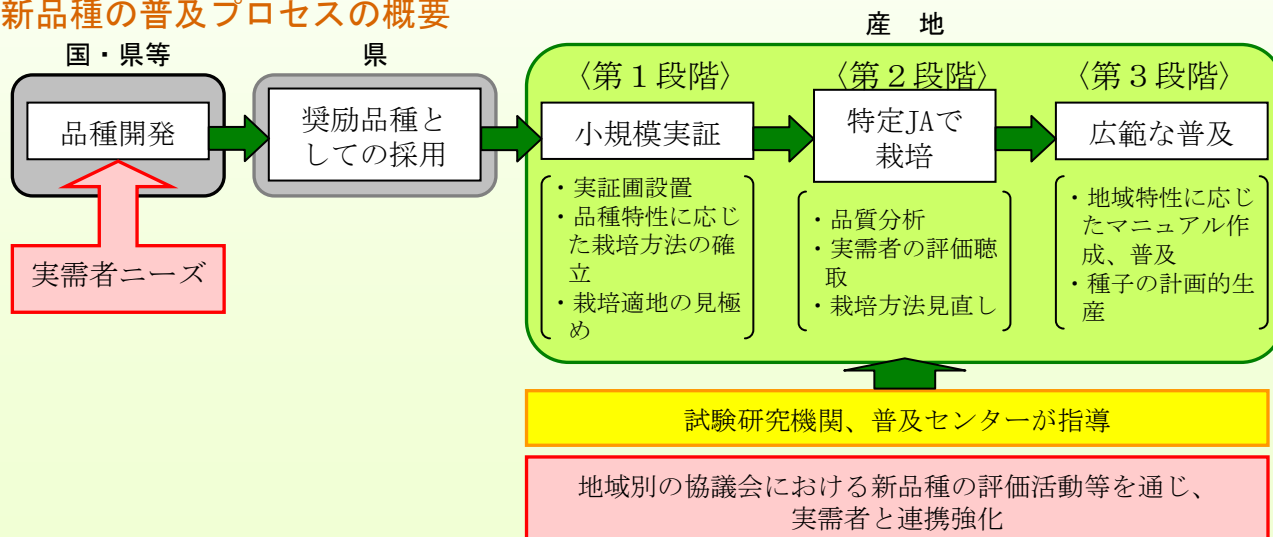 新品種の普及プロセスの概要
国・県等
県
産 地
品種開発
奨励品種と
しての採用
実需者ニーズ
〈第１段階〉
小規模実証
・実証圃設置
・品種特性に応じ
た栽培方法の確
立
・栽培適地の見極
め
〈第２段階〉
特定JAで
栽培
・品質分析
・実需者の評価聴
取
・栽培方法見直し
〈第３段階〉
広範な普及
・地域特性に応じ
たマニュアル作
成、普及
・種子の計画的生
産
試験研究機関、普及センターが指導
地域別の協議会における新品種の評価活動等を通じ、
実需者と連携強化